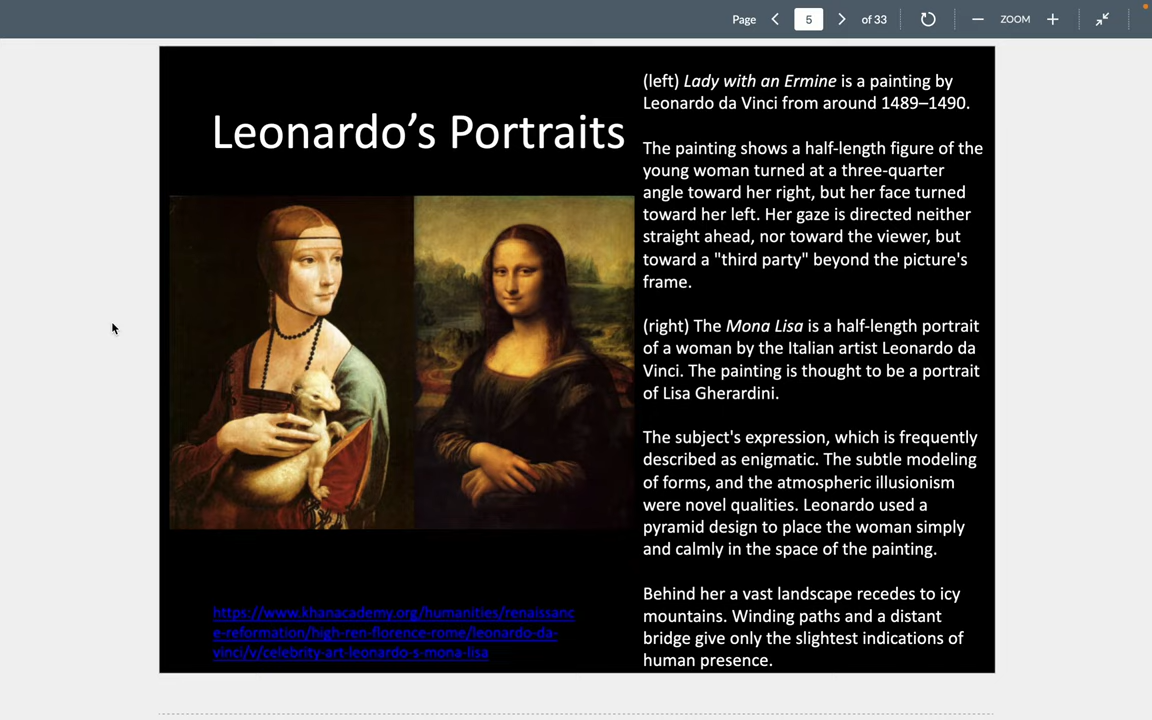 Page 5 of 33 ZOOM
Leonardo’s Portraits
(left) Lady with an Ermine is a painting by
Leonardo da Vinci from around 1489–1490.
The painting shows a half-length figure of the
young woman turned at a three-quarter
angle toward her right, but her face turned
toward her left. Her gaze is directed neither
straight ahead, nor toward the viewer, but
toward a "third party" beyond the picture's
frame.
(right) The Mona Lisa is a half-length portrait
of a woman by the Italian artist Leonardo da
Vinci. The painting is thought to be a portrait
of Lisa Gherardini.
The subject's expression, which is frequently
described as enigmatic. The subtle modeling
of forms, and the atmospheric illusionism
were novel qualities. Leonardo used a
pyramid design to place the woman simply
and calmly in the space of the painting.
Behind her a vast landscape recedes to icy
mountains. Winding paths and a distant
bridge give only the slightest indications of
human presence.
https://www.khanacademy.org/humanities/renaissanc
e-reformation/high-ren-florence-rome/leonardo-da-
vinci/v/celebrity-art-leonardo-s-mona-lisa